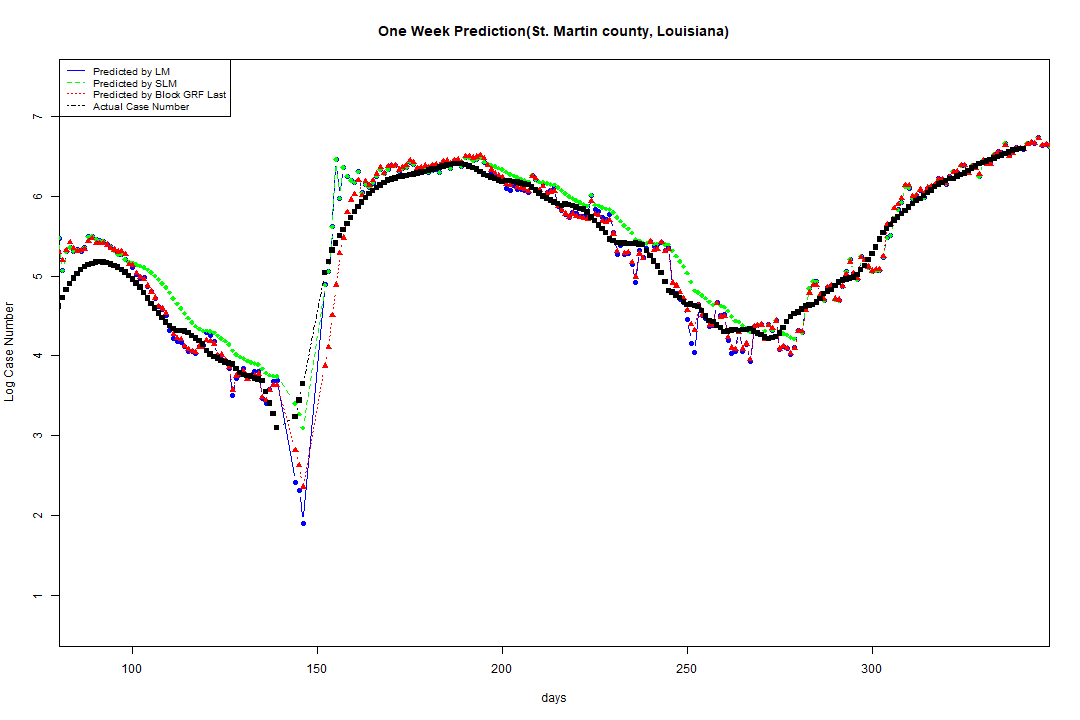 One Week Prediction(St. Martin county, Louisiana)
Predicted by LM
Predicted by SLM
Predicted by Block GRF Last
Actual Case Number
7
6
5
4
3
2
1
Log Case Number
100 150 200 250 300
days